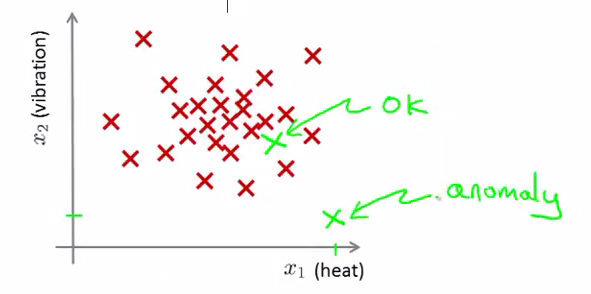 x₂ (vibration)
OK
anomaly
x₁ (heat)